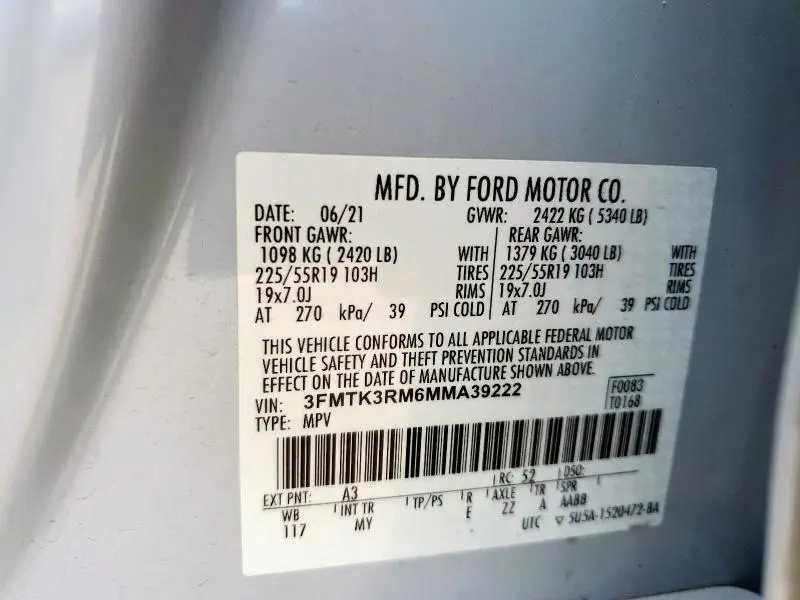 MFD. BY FORD MOTOR CO.
DATE: 06/21 GVWR: 2422 KG ( 5340 LB)
FRONT GAWR: REAR GAWR:
1098 KG ( 2420 LB) WITH 1379 KG ( 3040 LB) WITH
225/55R19 103H TIRES 225/55R19 103H TIRES
19x7.0J RIMS 19x7.0J RIMS
AT 270 kPa/ 39 PSI COLD AT 270 kPa/ 39 PSI COLD
THIS VEHICLE CONFORMS TO ALL APPLICABLE FEDERAL MOTOR
VEHICLE SAFETY AND THEFT PREVENTION STANDARDS IN
EFFECT ON THE DATE OF MANUFACTURE SHOWN ABOVE.
VIN: 3FMTK3RM6MMA39222 F0083
TYPE: MPV T0168
EXT PNT: A3 RC: 52 DSO:
WB INT TR TP/PS R AXLE TR SPR
117 MY E ZZ A AABB
UTC 5U5A-1520472-BA